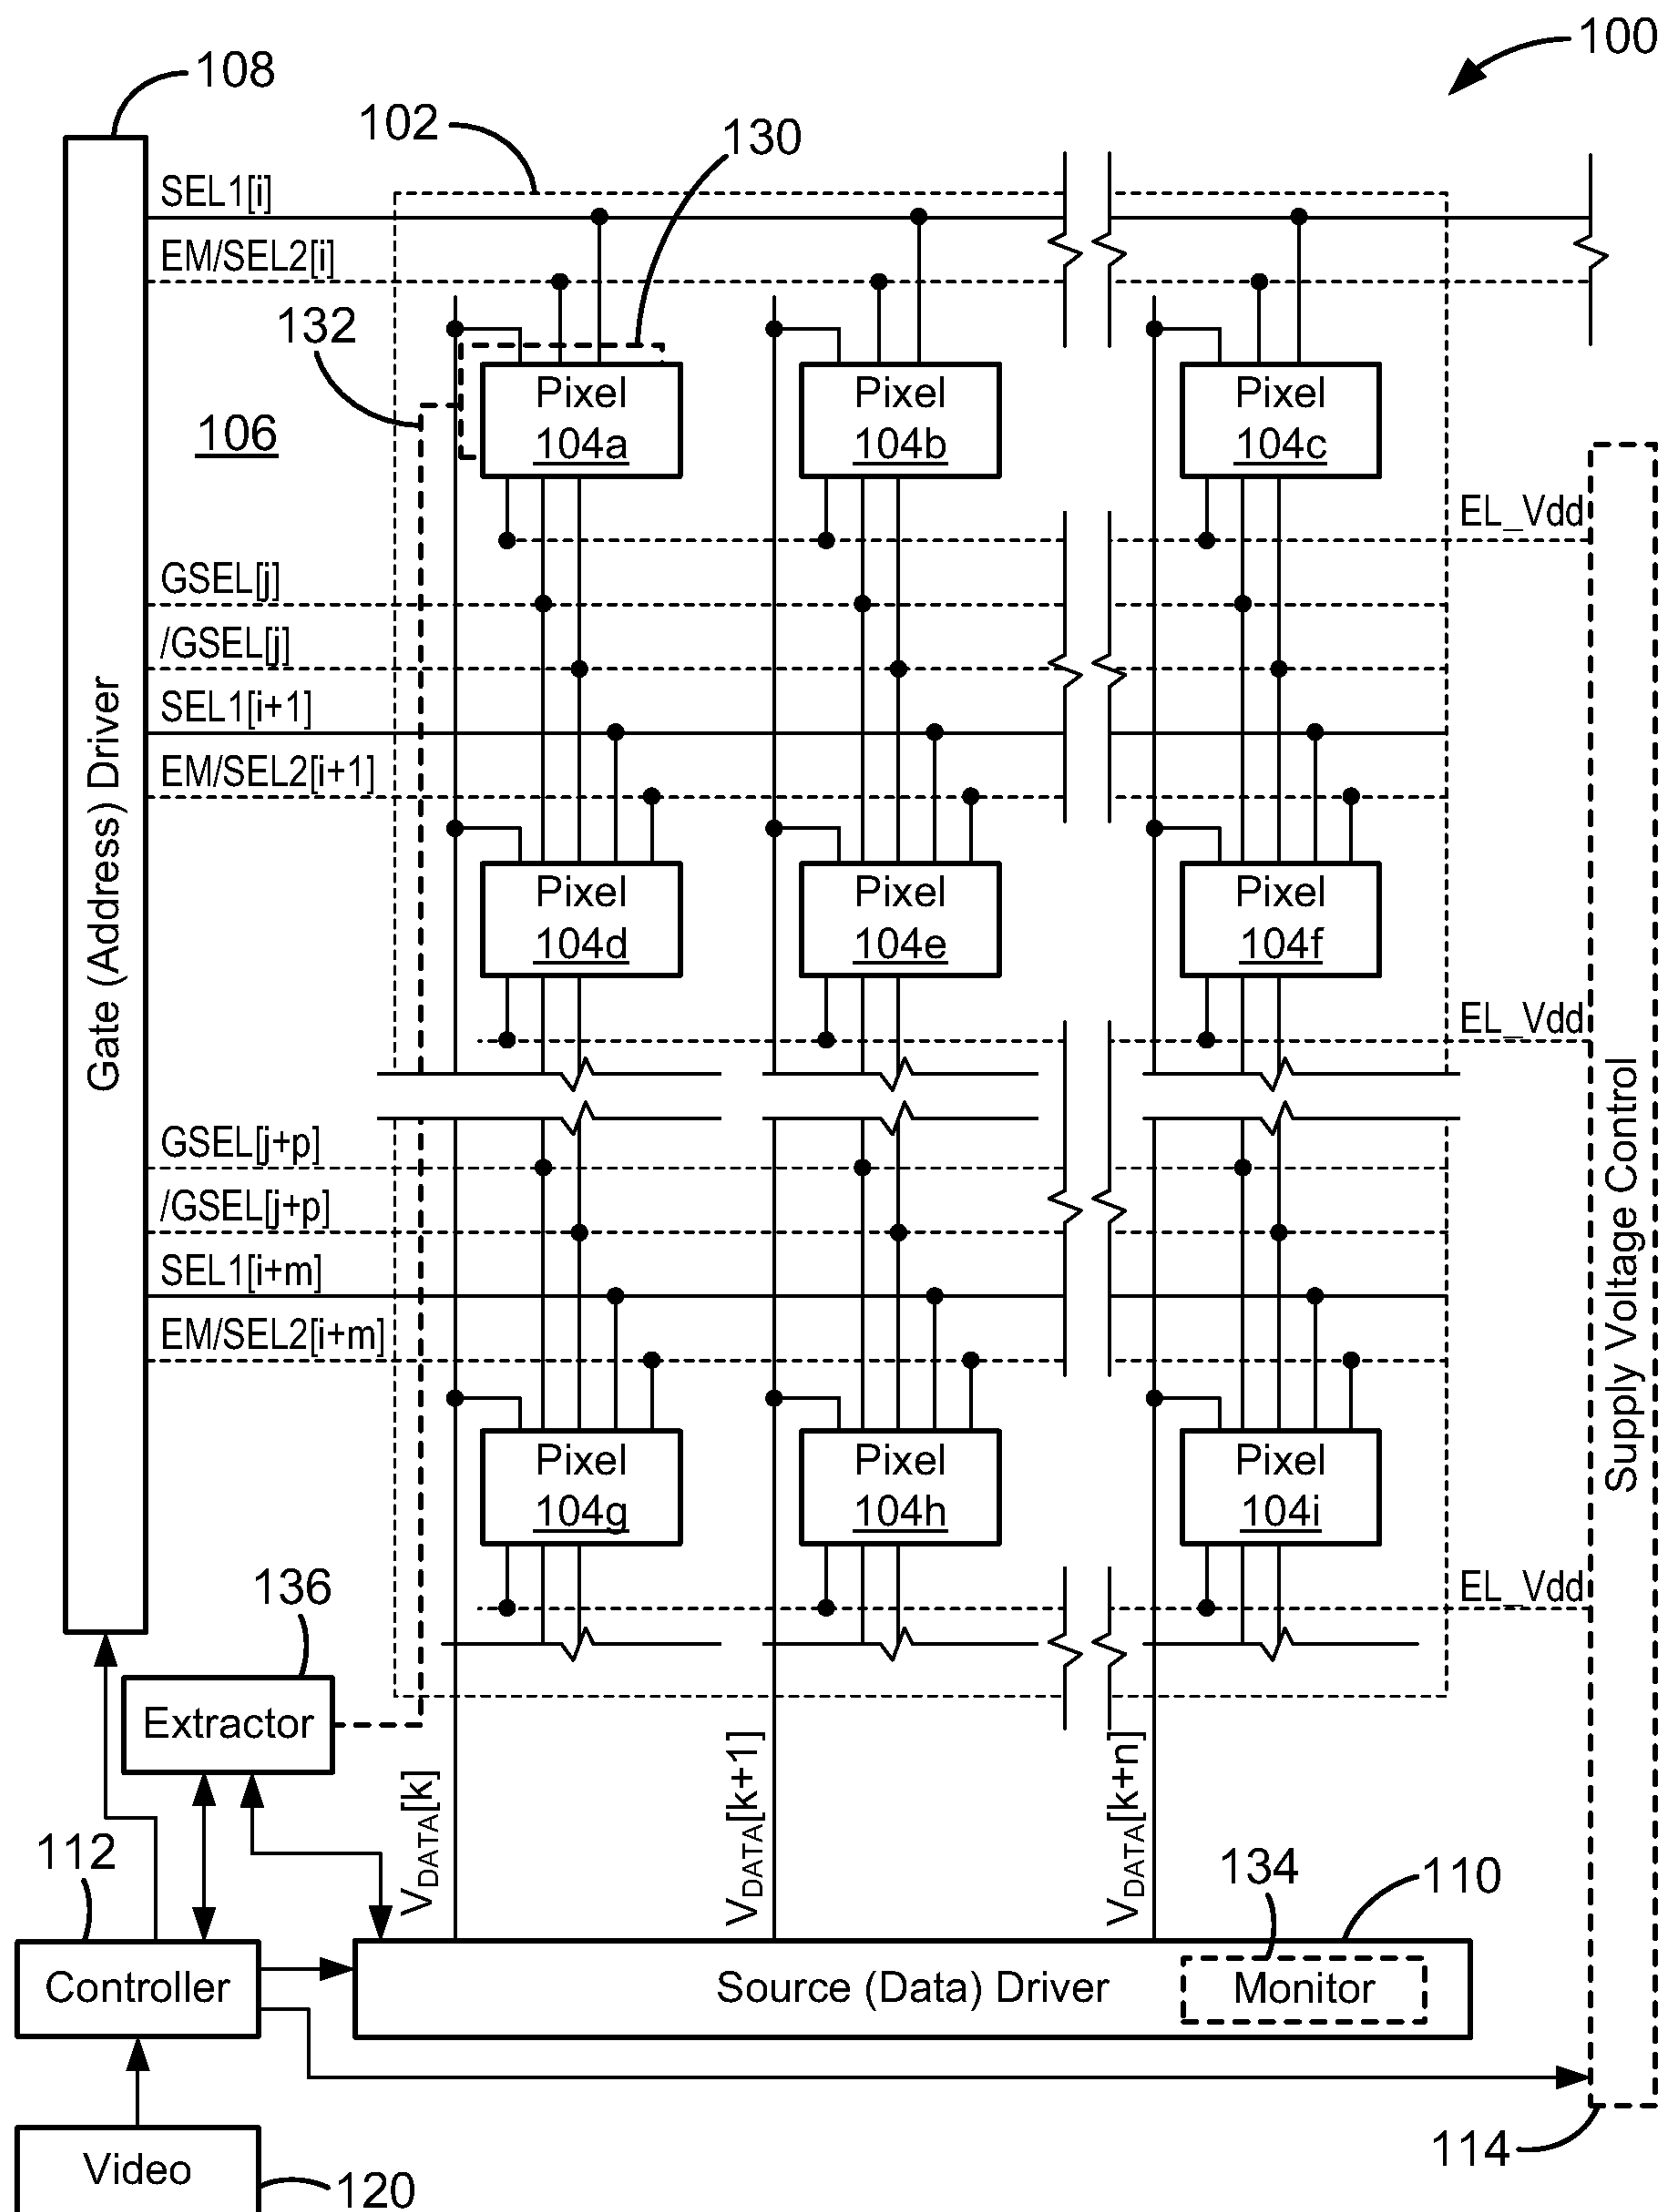 100
108
102
130
SEL1[i]
EM/SEL2[i]
132
106
Pixel
104a
Pixel
104b
Pixel
104c
EL_Vdd
GSEL[j]
/GSEL[j]
SEL1[i+1]
EM/SEL2[i+1]
Gate (Address) Driver
Pixel
104d
Pixel
104e
Pixel
104f
EL_Vdd
Supply Voltage Control
GSEL[j+p]
/GSEL[j+p]
SEL1[i+m]
EM/SEL2[i+m]
Pixel
104g
Pixel
104h
Pixel
104i
EL_Vdd
136
Extractor
VDATA[k]
VDATA[k+1]
VDATA[k+n]
112
134
110
Controller
Source (Data) Driver
Monitor
114
Video
120